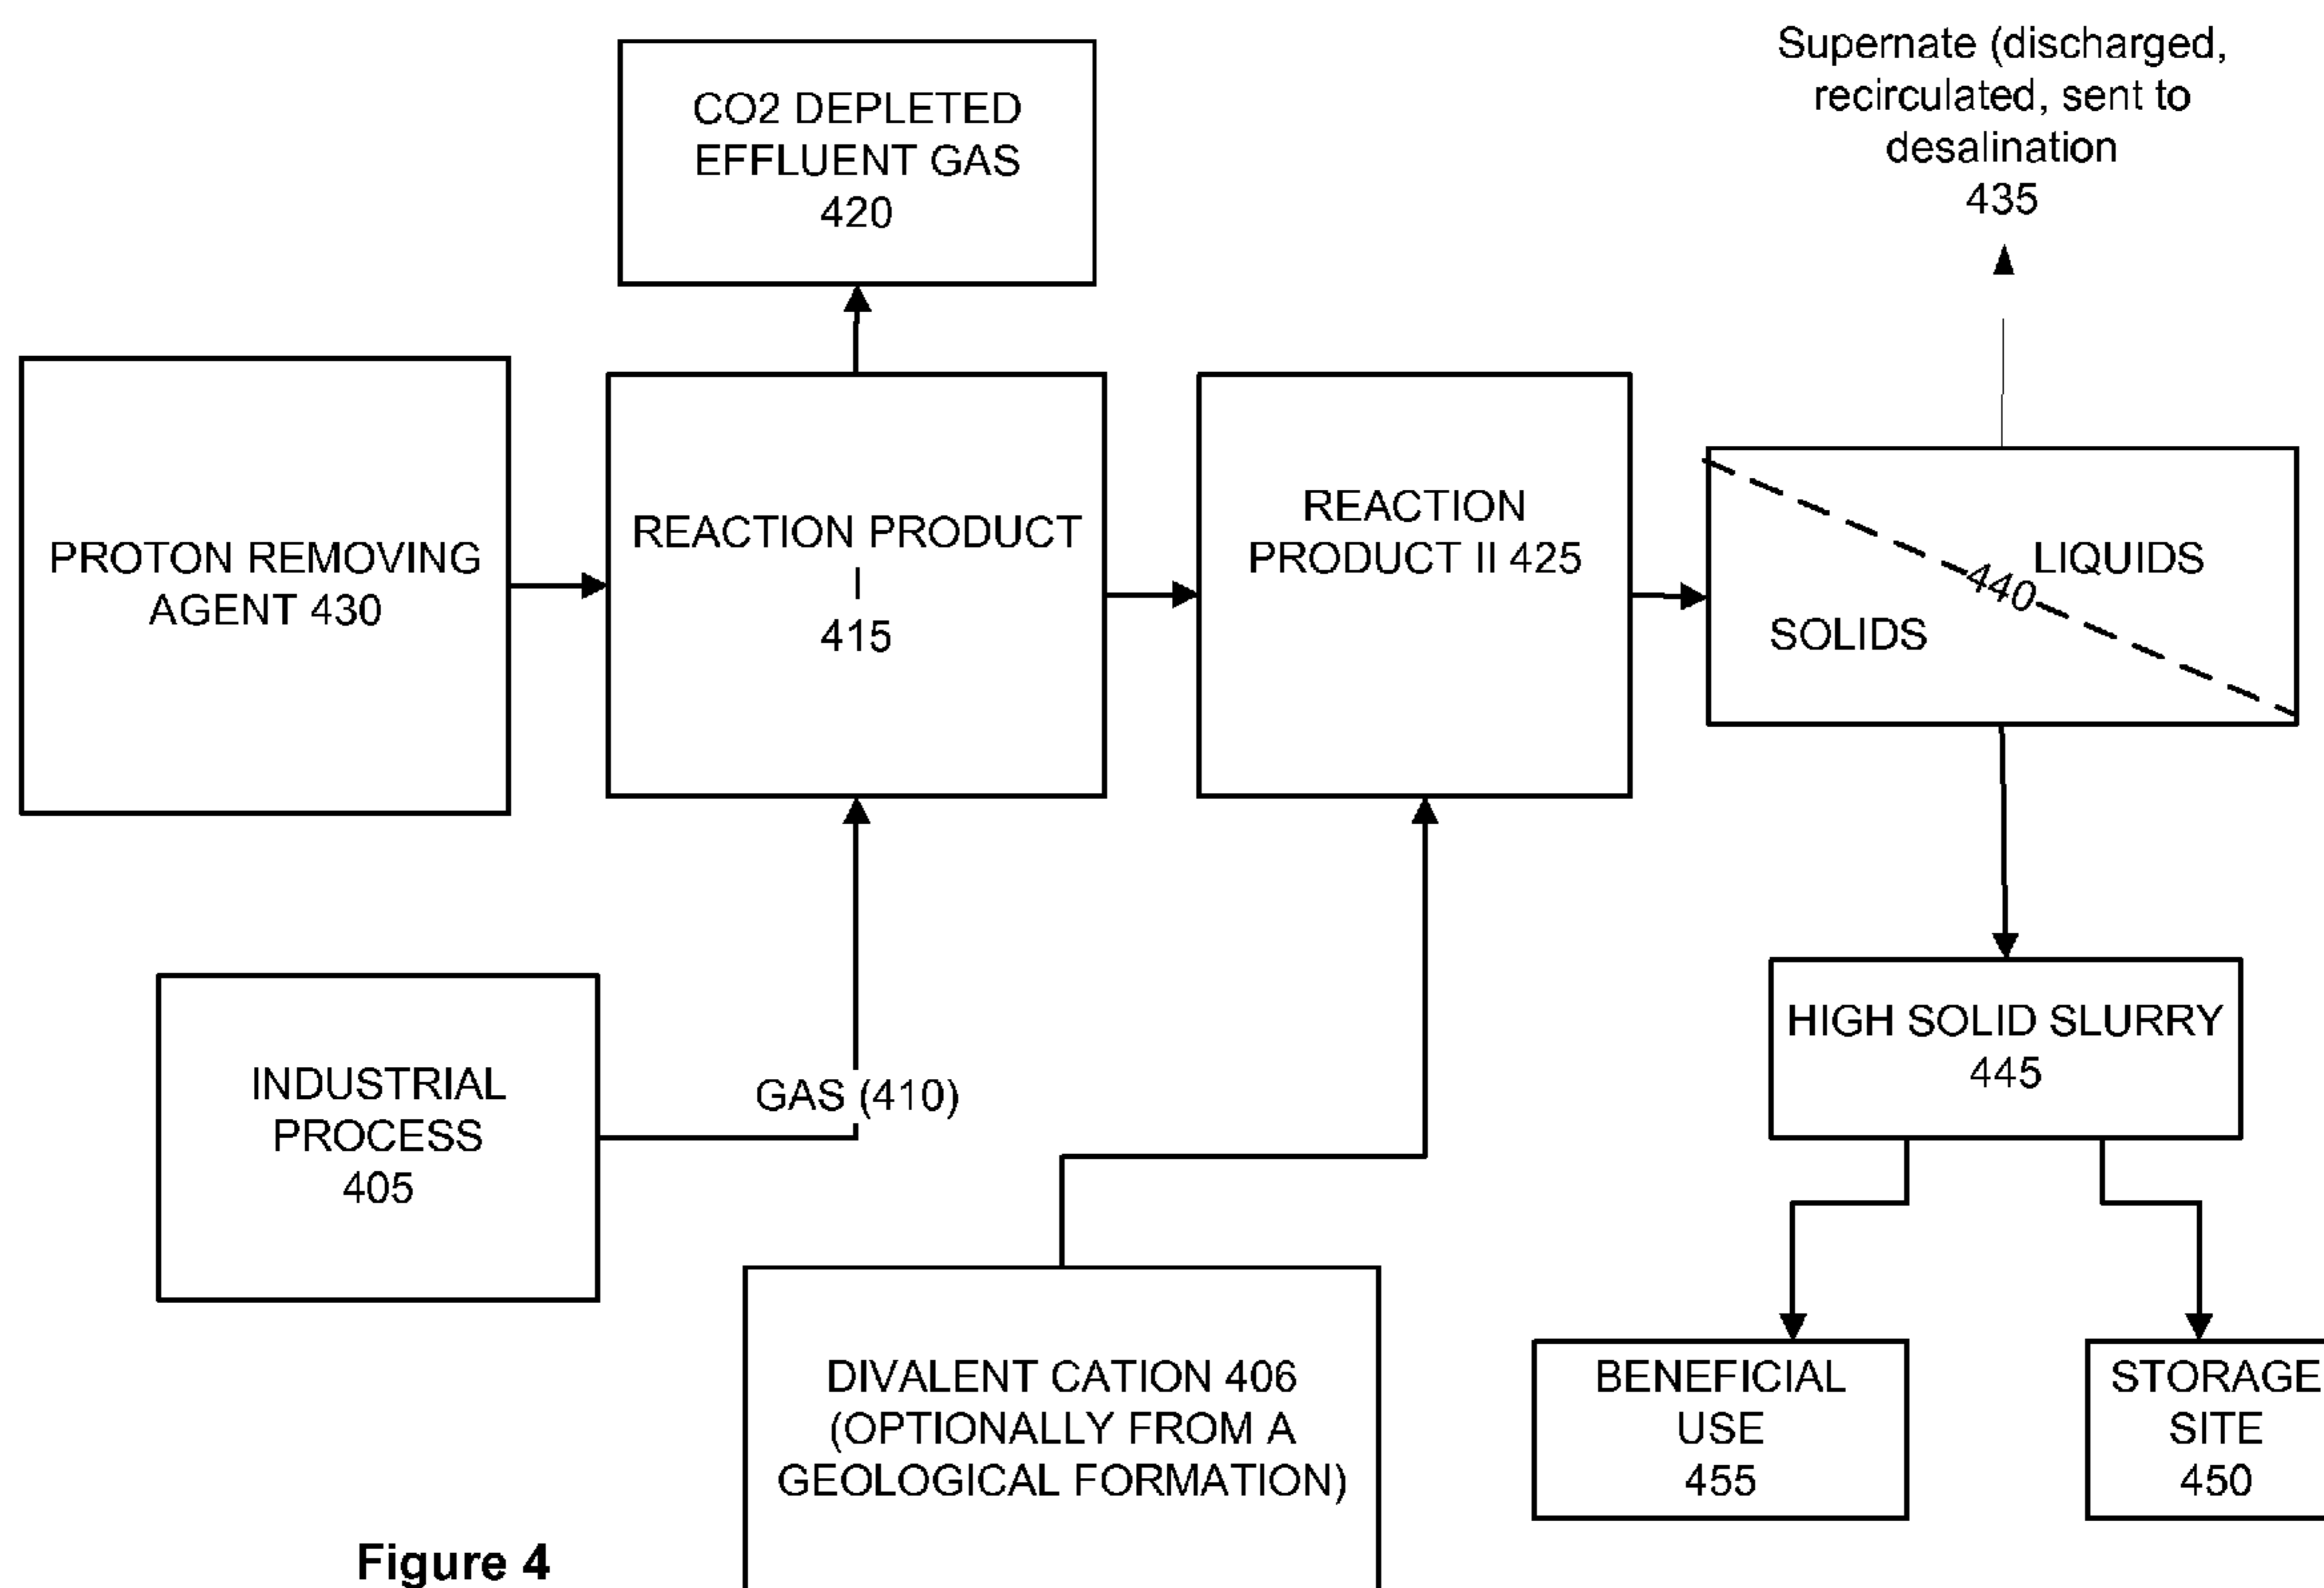 Supernate (discharged,
recirculated, sent to
desalination
435
CO2 DEPLETED
EFFLUENT GAS
420
PROTON REMOVING
AGENT 430
REACTION PRODUCT
I
415
REACTION
PRODUCT II 425
LIQUIDS
440
SOLIDS
HIGH SOLID SLURRY
445
INDUSTRIAL
PROCESS
405
GAS (410)
DIVALENT CATION 406
(OPTIONALLY FROM A
GEOLOGICAL FORMATION)
BENEFICIAL
USE
455
STORAGE
SITE
450
Figure 4